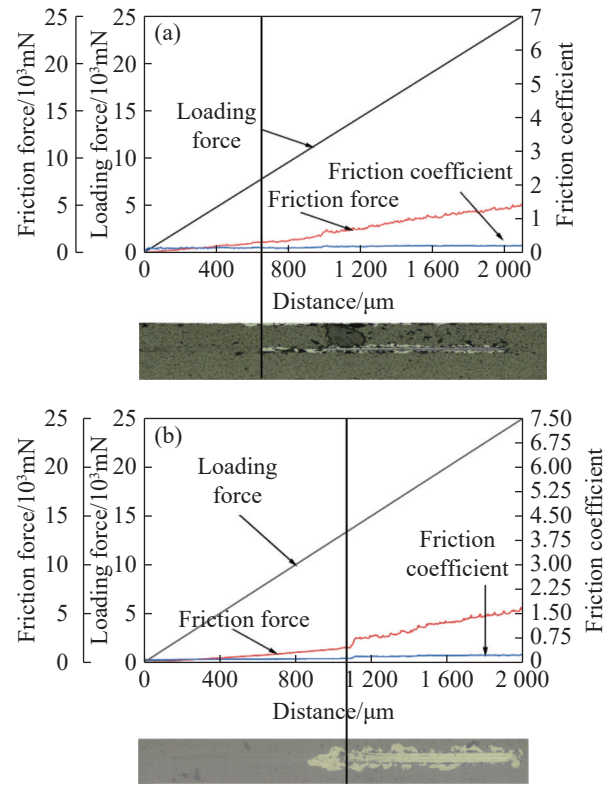 (a)
Friction force/10³mN
Loading force/10³mN
Friction coefficient
25
20
15
10
5
0
25
20
15
10
5
0
7
6
5
4
3
2
1
0
Loading
force
Friction coefficient
Friction force
0 400 800 1 200 1 600 2 000
Distance/μm
(b)
Friction force/10³mN
Loading force/10³mN
Friction coefficient
25
20
15
10
5
0
25
20
15
10
5
0
7.50
6.75
6.00
5.25
4.50
3.75
3.00
2.25
1.50
0.75
0
Loading
force
Friction
coefficient
Friction force
0 400 800 1 200 1 600 2 000
Distance/μm